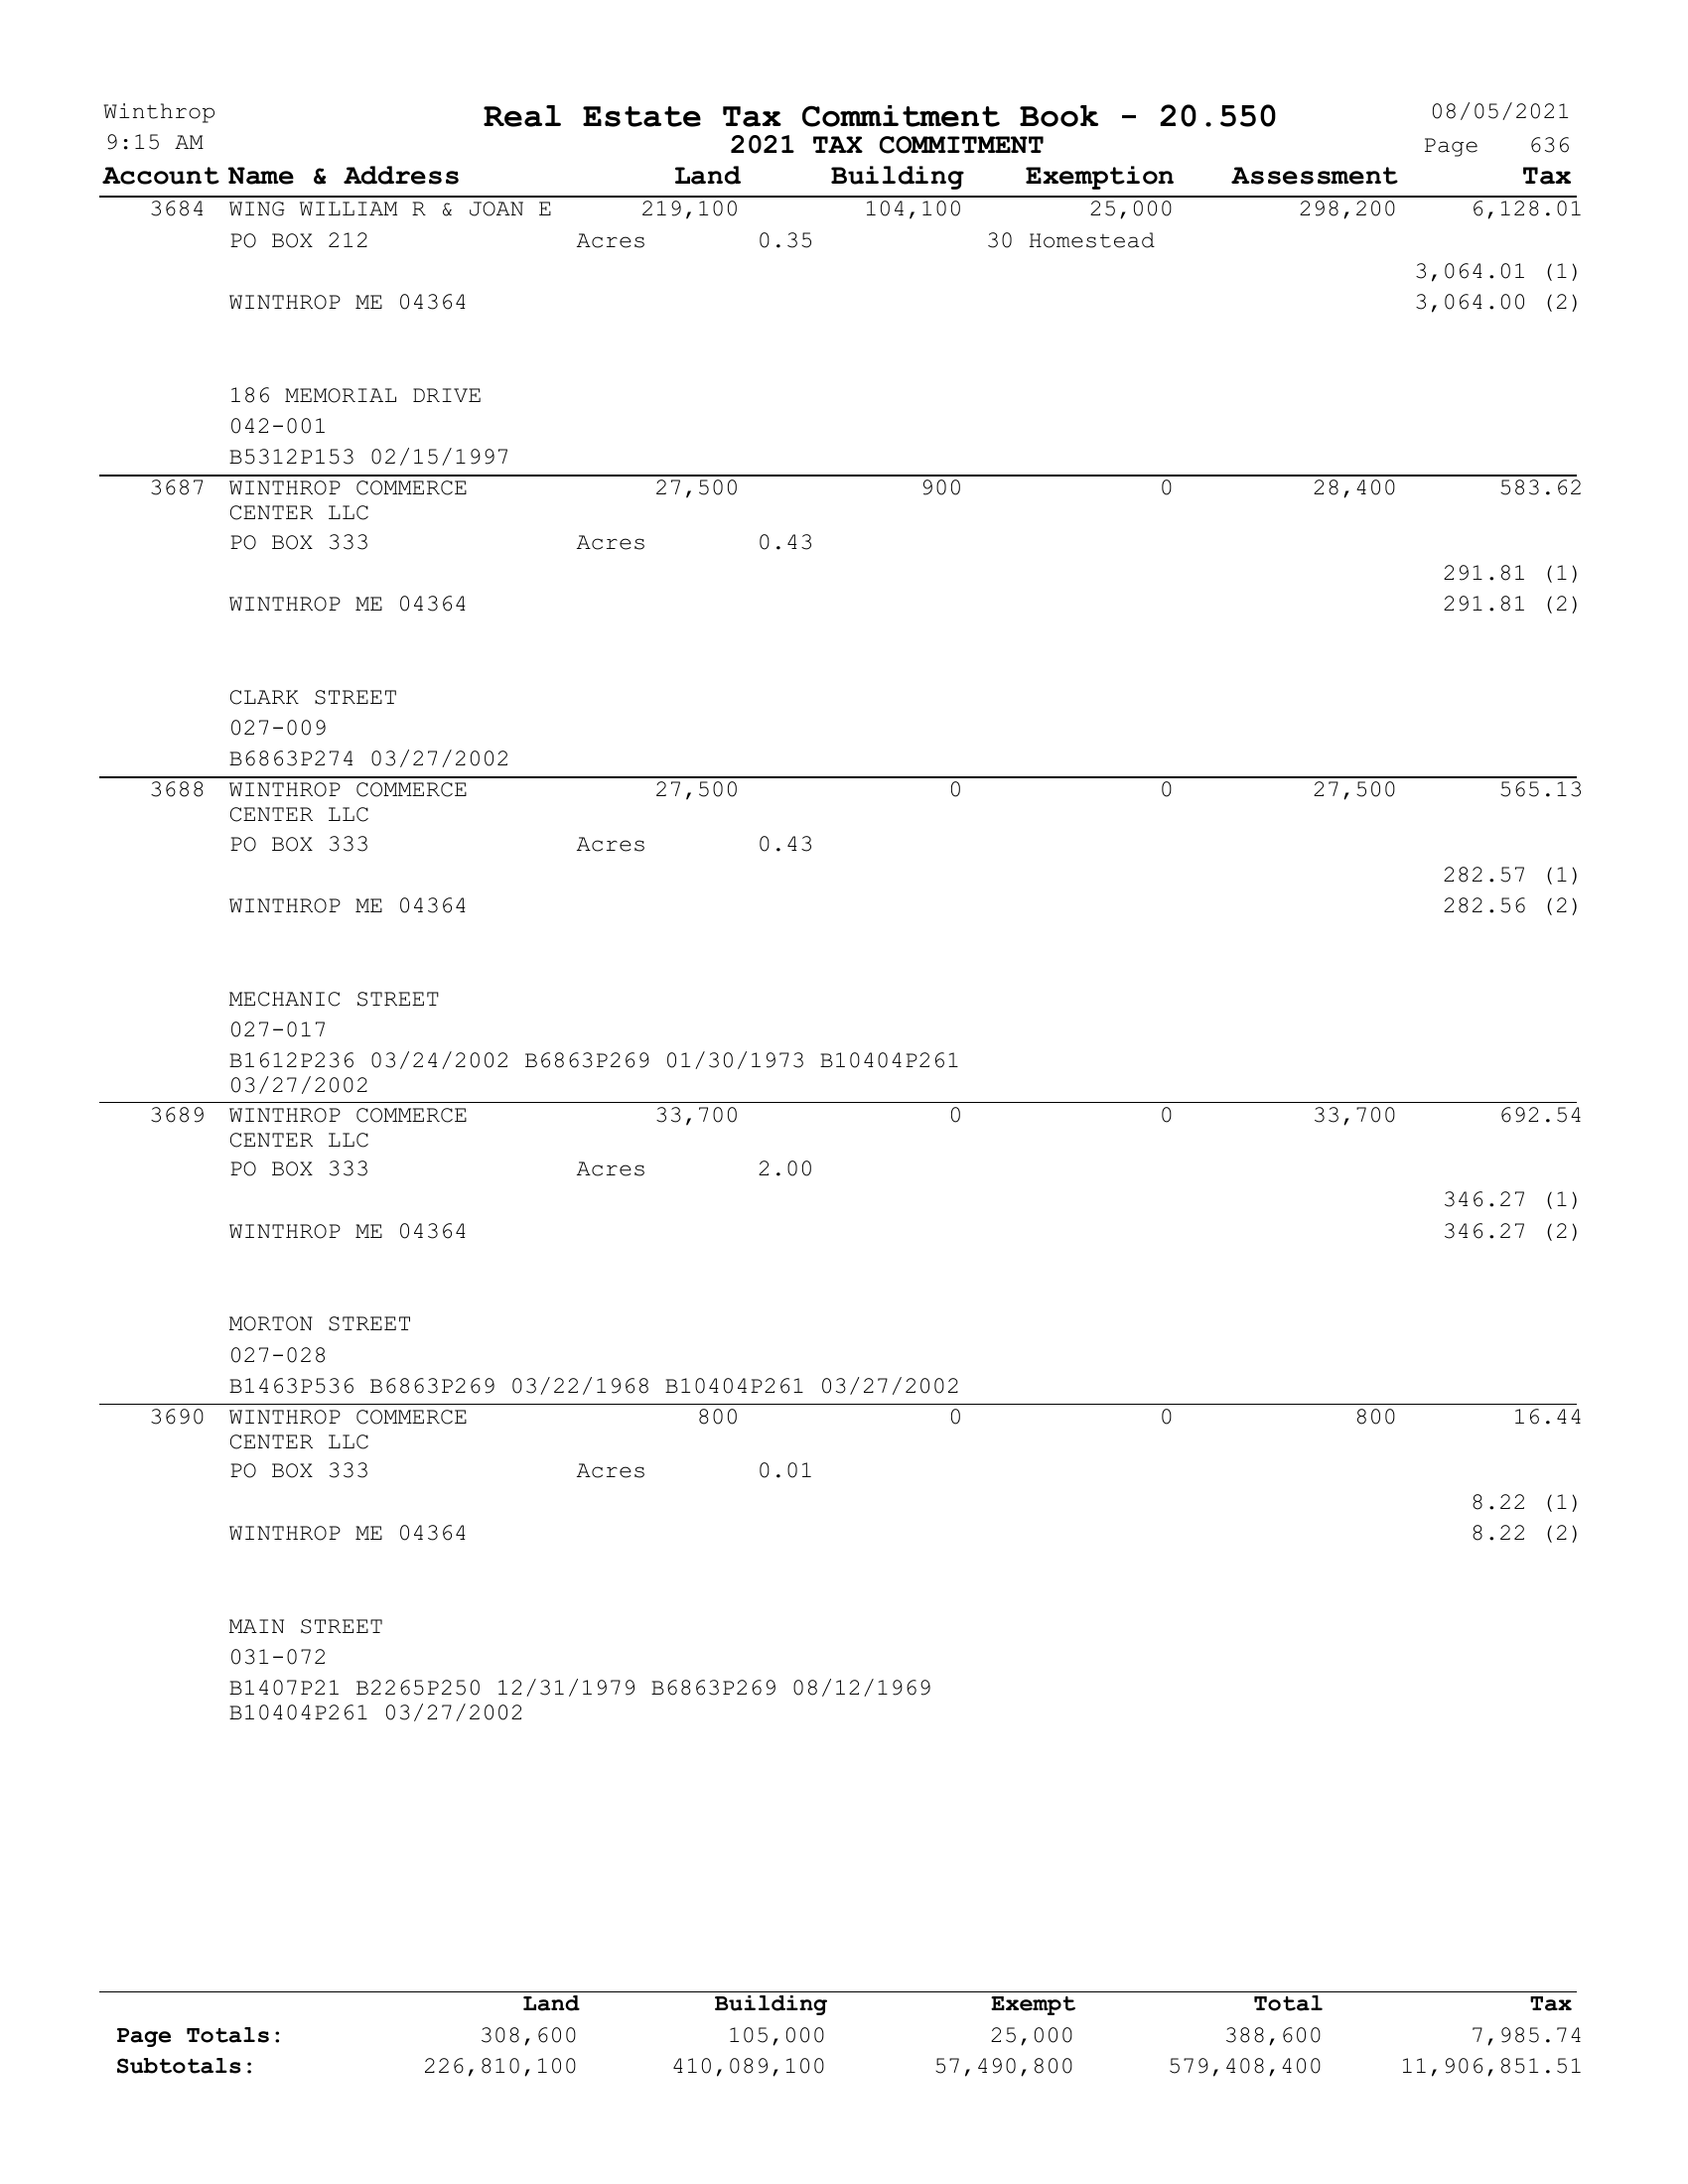 Winthrop Real Estate Tax Commitment Book - 20.550 08/05/2021
9:15 AM 2021 TAX COMMITMENT Page 636
Account Name & Address Land Building Exemption Assessment Tax
3684 WING WILLIAM R & JOAN E 219,100 104,100 25,000 298,200 6,128.01
PO BOX 212 Acres 0.35 30 Homestead
3,064.01 (1)
WINTHROP ME 04364 3,064.00 (2)
186 MEMORIAL DRIVE
042-001
B5312P153 02/15/1997
3687 WINTHROP COMMERCE 27,500 900 0 28,400 583.62
CENTER LLC
PO BOX 333 Acres 0.43
291.81 (1)
WINTHROP ME 04364 291.81 (2)
CLARK STREET
027-009
B6863P274 03/27/2002
3688 WINTHROP COMMERCE 27,500 0 0 27,500 565.13
CENTER LLC
PO BOX 333 Acres 0.43
282.57 (1)
WINTHROP ME 04364 282.56 (2)
MECHANIC STREET
027-017
B1612P236 03/24/2002 B6863P269 01/30/1973 B10404P261
03/27/2002
3689 WINTHROP COMMERCE 33,700 0 0 33,700 692.54
CENTER LLC
PO BOX 333 Acres 2.00
346.27 (1)
WINTHROP ME 04364 346.27 (2)
MORTON STREET
027-028
B1463P536 B6863P269 03/22/1968 B10404P261 03/27/2002
3690 WINTHROP COMMERCE 800 0 0 800 16.44
CENTER LLC
PO BOX 333 Acres 0.01
8.22 (1)
WINTHROP ME 04364 8.22 (2)
MAIN STREET
031-072
B1407P21 B2265P250 12/31/1979 B6863P269 08/12/1969
B10404P261 03/27/2002
Land Building Exempt Total Tax
Page Totals: 308,600 105,000 25,000 388,600 7,985.74
Subtotals: 226,810,100 410,089,100 57,490,800 579,408,400 11,906,851.51